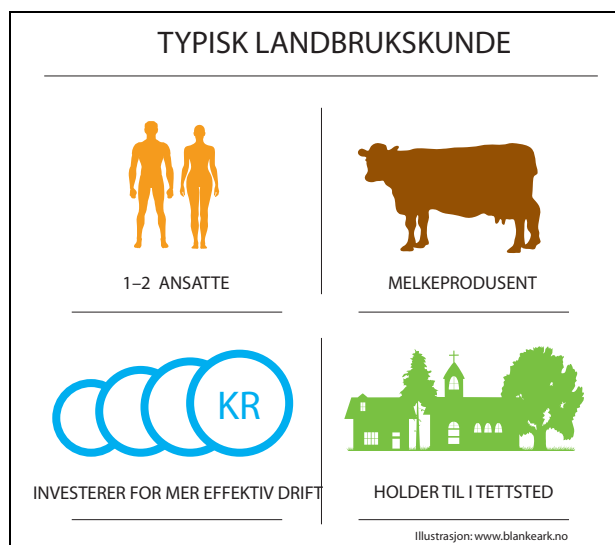 TYPISK LANDBRUKSKUNDE
1–2 ANSATTE
MELKEPRODUSENT
KR
INVESTERER FOR MER EFFEKTIV DRIFT
HOLDER TIL I TETTSTED
Illustrasjon: www.blankeark.no